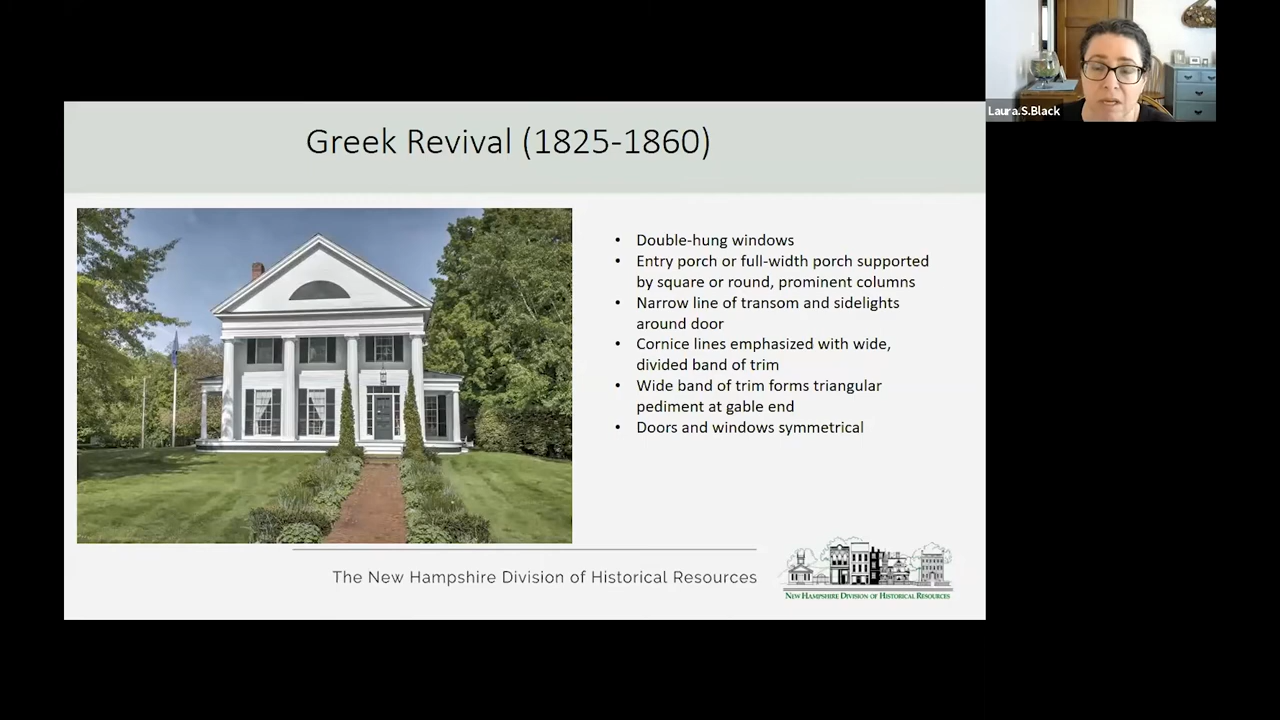 Laura.S.Black
Greek Revival (1825-1860)
• Double-hung windows
• Entry porch or full-width porch supported
by square or round, prominent columns
• Narrow line of transom and sidelights
around door
• Cornice lines emphasized with wide,
divided band of trim
• Wide band of trim forms triangular
pediment at gable end
• Doors and windows symmetrical
The New Hampshire Division of Historical Resources
NEW HAMPSHIRE DIVISION OF HISTORICAL RESOURCES